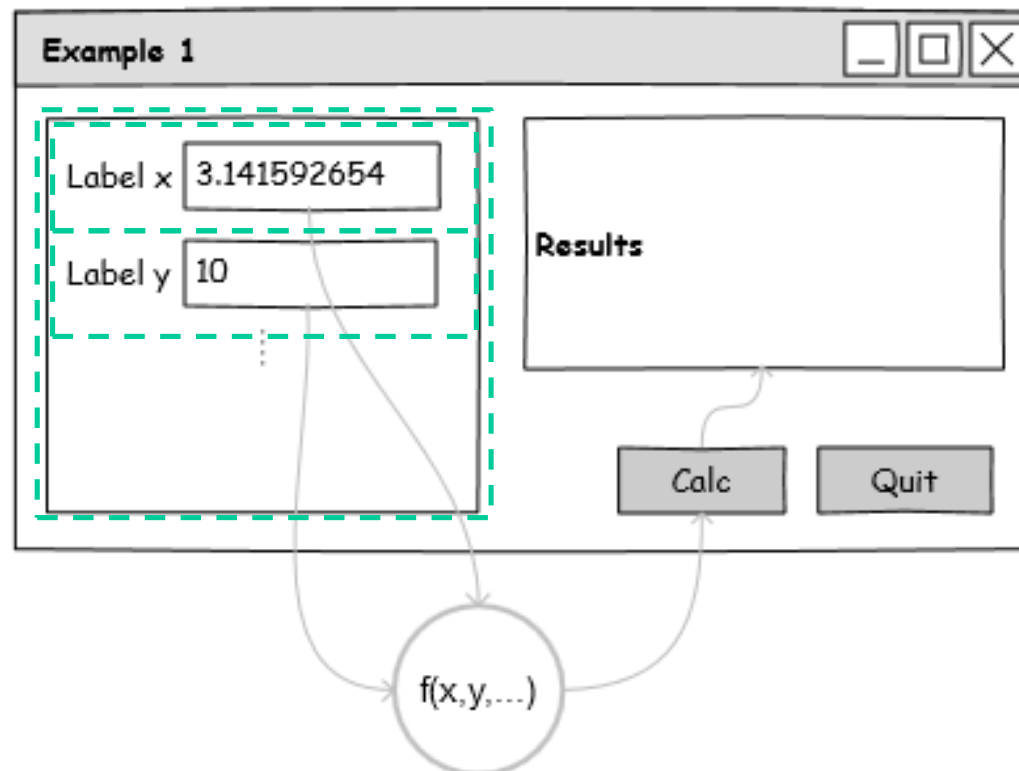 Example 1
Label x 3.141592654
Label y 10
Results
Calc Quit
f(x,y,...)